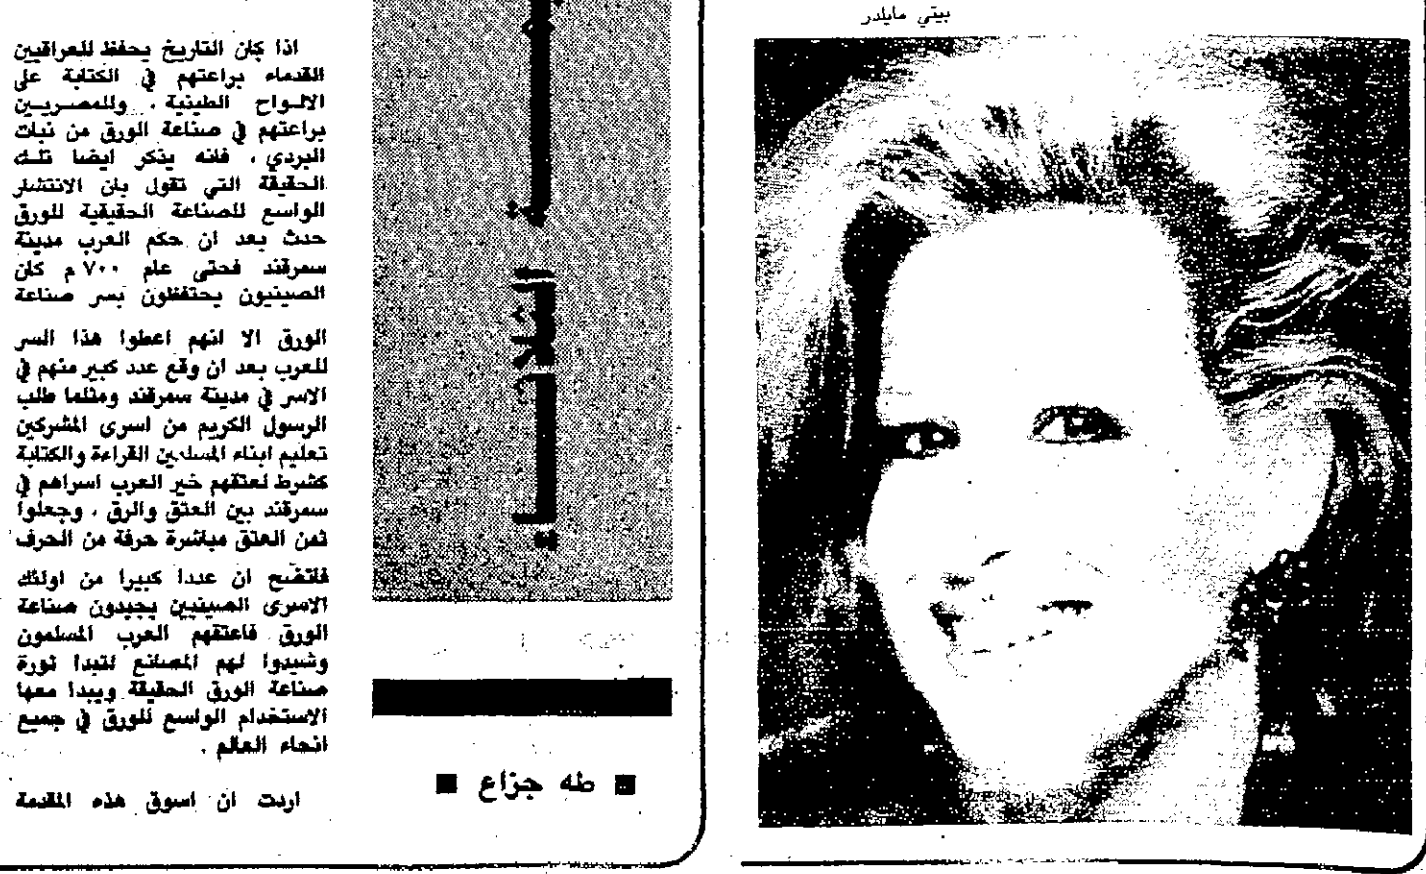 بيتي مايلدر
اذا كان التاريخ يحفظ للعراقيين
القدماء براعتهم في الكتابة على
الالواح الطينية ، وللمصريين
براعتهم في صناعة الورق من نبات
البردي ، فانه يذكر ايضا تلك
الحقيقة التي تقول بان الانتشار
الواسع للصناعة الحقيقية للورق
حدث بعد ان حكم العرب مدينة
سمرقند فحتى عام ٧٠٠ م كان
الصينيون يحتفظون بسر صناعة
الورق الا انهم اعطوا هذا السر
للعرب بعد ان وقع عدد كبير منهم في
الاسر في مدينة سمرقند ومثلما طلب
الرسول الكريم من اسرى المشركين
تعليم ابناء المسلمين القراءة والكتابة
كشرط لعتقهم خير العرب اسراهم في
سمرقند بين العتق والرق ، وجعلوا
ثمن العتق مباشرة حرفة من الحرف
فاتضح ان عددا كبيرا من اولئك
الاسرى الصينيين يجيدون صناعة
الورق فاعتقهم العرب المسلمون
وشيدوا لهم المصانع لتبدا ثورة
صناعة الورق الحقيقة ويبدا معها
الاستخدام الواسع للورق في جميع
انحاء العالم .
اردت ان اسوق هذه المقدمة
■ طه جزاع ■